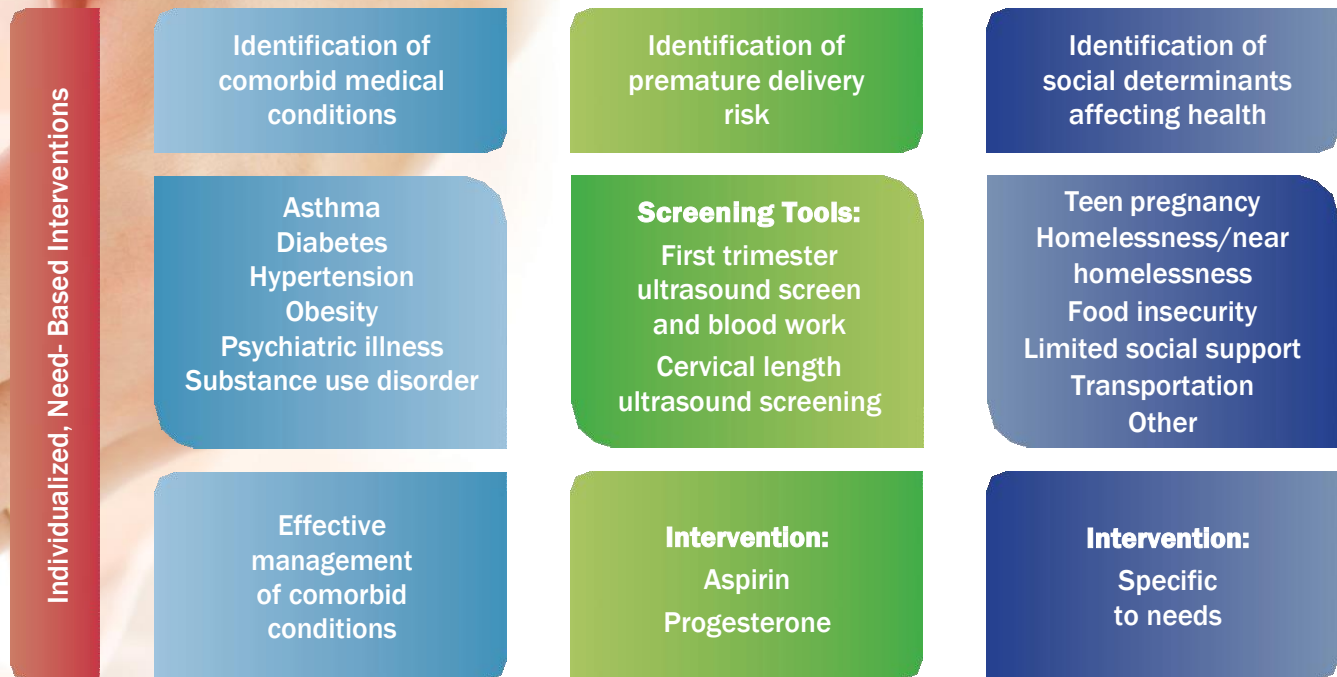 Individualized, Need- Based Interventions
Identification of
comorbid medical
conditions
Asthma
Diabetes
Hypertension
Obesity
Psychiatric illness
Substance use disorder
Effective
management
of comorbid
conditions
Identification of
premature delivery
risk
Screening Tools:
First trimester
ultrasound screen
and blood work
Cervical length
ultrasound screening
Intervention:
Aspirin
Progesterone
Identification of
social determinants
affecting health
Teen pregnancy
Homelessness/near
homelessness
Food insecurity
Limited social support
Transportation
Other
Intervention:
Specific
to needs